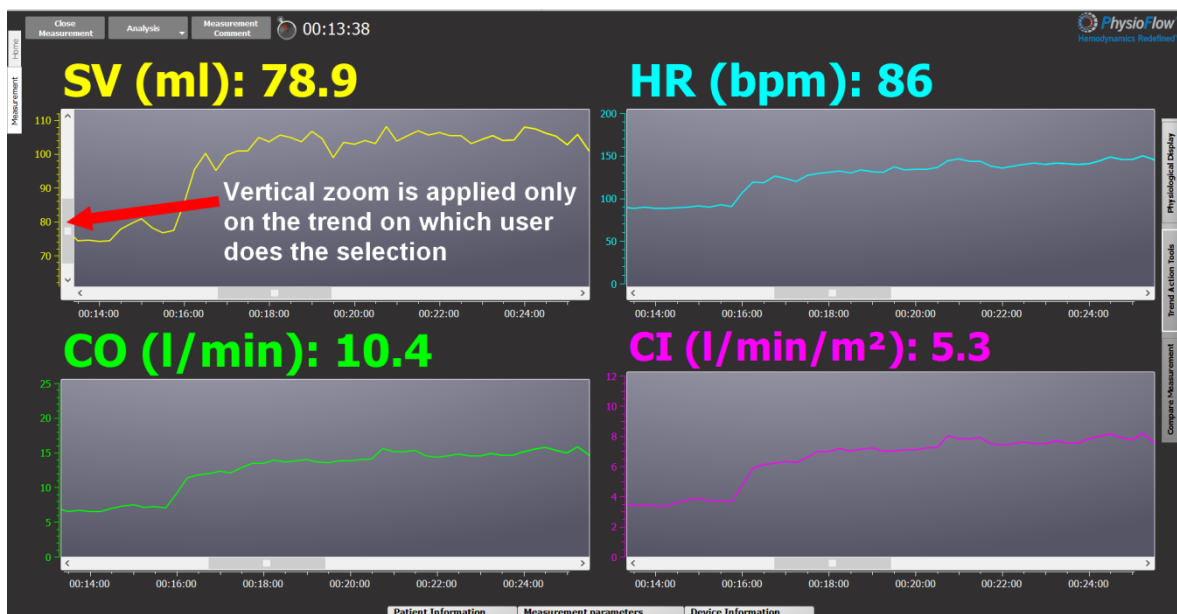 Close Measurement
Analysis
Measurement Comment
00:13:38
PhysioFlow
Hemodynamics Redefined
Home
Measurement
SV (ml): 78.9
110
100
90
80
70
Vertical zoom is applied only
on the trend on which user
does the selection
00:14:00 00:16:00 00:18:00 00:20:00 00:22:00 00:24:00
HR (bpm): 86
200
150
100
50
0
00:14:00 00:16:00 00:18:00 00:20:00 00:22:00 00:24:00
CO (l/min): 10.4
25
20
15
10
5
0
00:14:00 00:16:00 00:18:00 00:20:00 00:22:00 00:24:00
CI (l/min/m²): 5.3
12
10
8
6
4
2
0
00:14:00 00:16:00 00:18:00 00:20:00 00:22:00 00:24:00
Physiological Display
Trend Action Tools
Compare Measurement
Patient Information
Measurement parameters
Device Information